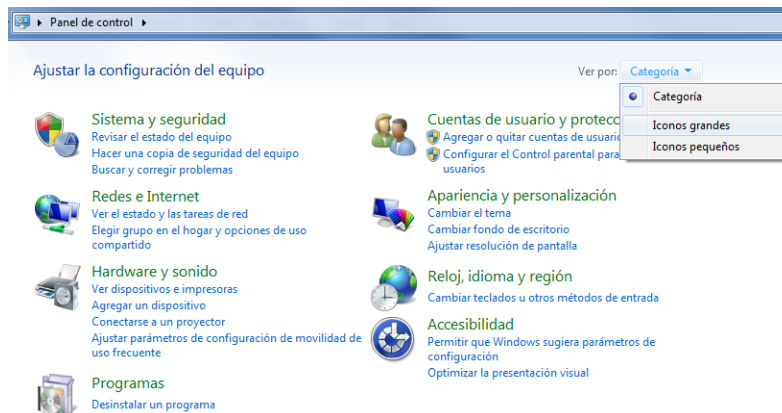 Panel de control
Ajustar la configuración del equipo
Ver por: Categoría
Categoría
Iconos grandes
Iconos pequeños
Sistema y seguridad
Revisar el estado del equipo
Hacer una copia de seguridad del equipo
Buscar y corregir problemas
Redes e Internet
Ver el estado y las tareas de red
Elegir grupo en el hogar y opciones de uso
compartido
Hardware y sonido
Ver dispositivos e impresoras
Agregar un dispositivo
Conectarse a un proyector
Ajustar parámetros de configuración de movilidad de
uso frecuente
Programas
Desinstalar un programa
Cuentas de usuario y protecc
Agregar o quitar cuentas de usuario
Configurar el Control parental para
usuarios
Apariencia y personalización
Cambiar el tema
Cambiar fondo de escritorio
Ajustar resolución de pantalla
Reloj, idioma y región
Cambiar teclados u otros métodos de entrada
Accesibilidad
Permitir que Windows sugiera parámetros de
configuración
Optimizar la presentación visual